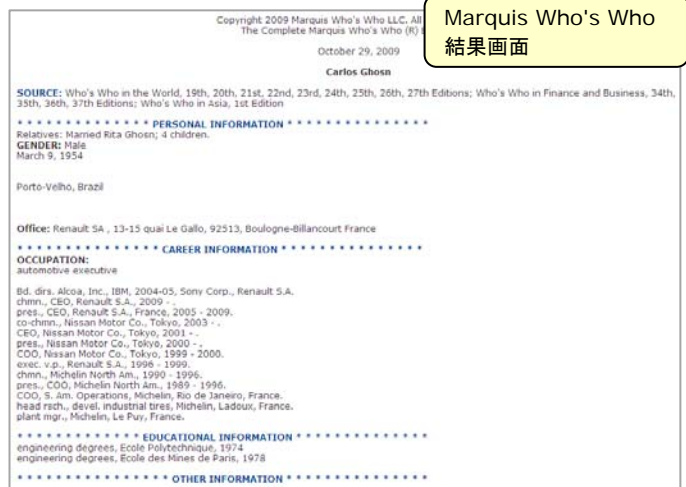 Copyright 2009 Marquis Who's Who LLC. All
The Complete Marquis Who's Who (R)
October 29, 2009
Carlos Ghosn
Marquis Who's Who
結果画面
SOURCE: Who's Who in the World, 19th, 20th, 21st, 22nd, 23rd, 24th, 25th, 26th, 27th Editions; Who's Who in Finance and Business, 34th,
35th, 36th, 37th Editions; Who's Who in Asia, 1st Edition
* * * * * * * * * * * * * * * PERSONAL INFORMATION * * * * * * * * * * * * * * *
Relatives: Married Rita Ghosn; 4 children.
GENDER: Male
March 9, 1954
Porto-Velho, Brazil
Office: Renault SA , 13-15 quai Le Gallo, 92513, Boulogne-Billancourt France
* * * * * * * * * * * * * * * CAREER INFORMATION * * * * * * * * * * * * * * *
OCCUPATION:
automotive executive
Bd. dirs. Alcoa, Inc., IBM, 2004-05, Sony Corp., Renault S.A.
chmn., CEO, Renault S.A., 2009 - .
pres., CEO, Renault S.A., France, 2005 - 2009.
co-chmn., Nissan Motor Co., Tokyo, 2003 - .
CEO, Nissan Motor Co., Tokyo, 2001 - .
pres., Nissan Motor Co., Tokyo, 2000 - .
COO, Nissan Motor Co., Tokyo, 1999 - 2000.
exec. v.p., Renault S.A., 1996 - 1999.
chmn., Michelin North Am., 1990 - 1996.
pres., COO, Michelin North Am., 1989 - 1996.
COO, S. Am. Operations, Michelin, Rio de Janeiro, France.
head rsch., devel. industrial tires, Michelin, Ladoux, France.
plant mgr., Michelin, Le Puy, France.
* * * * * * * * * * * * * EDUCATIONAL INFORMATION * * * * * * * * * * * * * *
engineering degrees, Ecole Polytechnique, 1974
engineering degrees, Ecole des Mines de Paris, 1978
* * * * * * * * * * * * * * * * OTHER INFORMATION * * * * * * * * * * * * * * * *